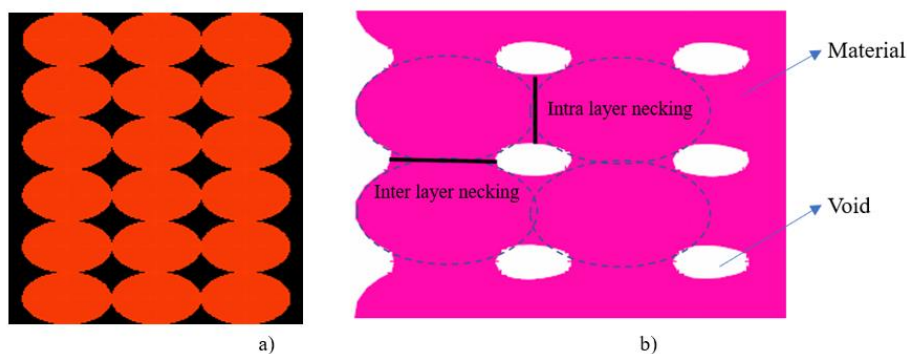 Material
Intra layer necking
Inter layer necking
Void
a)
b)